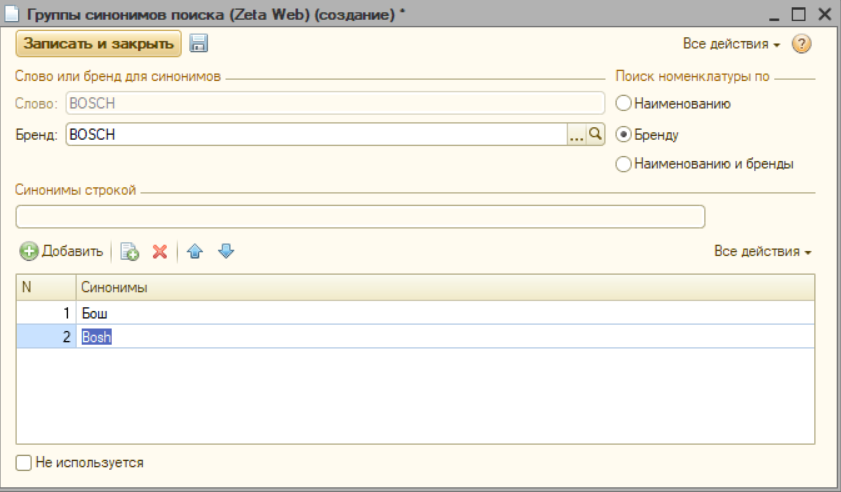 Группы синонимов поиска (Zeta Web) (создание) *
Записать и закрыть
Все действия
Слово или бренд для синонимов
Поиск номенклатуры по
Слово: BOSCH
Наименованию
Бренд: BOSCH
Бренду
Наименованию и бренды
Синонимы строкой
Добавить
Все действия
N Синонимы
1 Бош
2 Bosh
Не используется